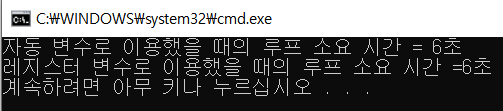 C:₩WINDOWS₩system32₩cmd.exe
자동 변수로 이용했을 때의 루프 소요 시간 = 6초
레지스터 변수로 이용했을 때의 루프 소요 시간 =6초
계속하려면 아무 키나 누르십시오 . . .